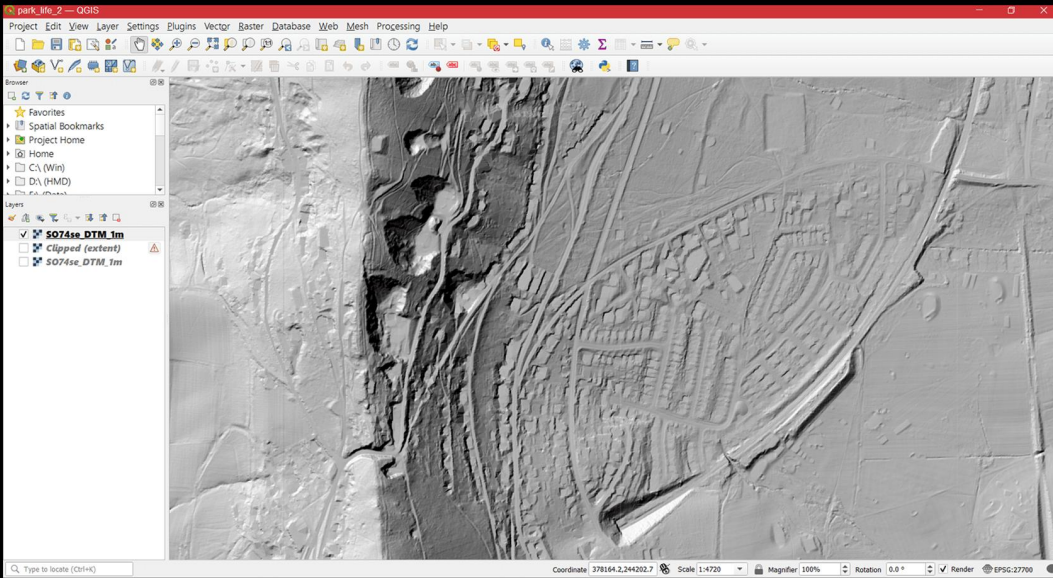 park_life_2 — QGIS
Project Edit View Layer Settings Plugins Vector Raster Database Web Mesh Processing Help
Browser
Favorites
Spatial Bookmarks
Project Home
Home
C:\ (Win)
D:\ (HMD)
Layers
SO74se_DTM_1m
Clipped (extent)
SO74se_DTM_1m
Type to locate (Ctrl+K) Coordinate 378164.2,244202.7 Scale 1:4720 Magnifier 100% Rotation 0.0 ° Render EPSG:27700